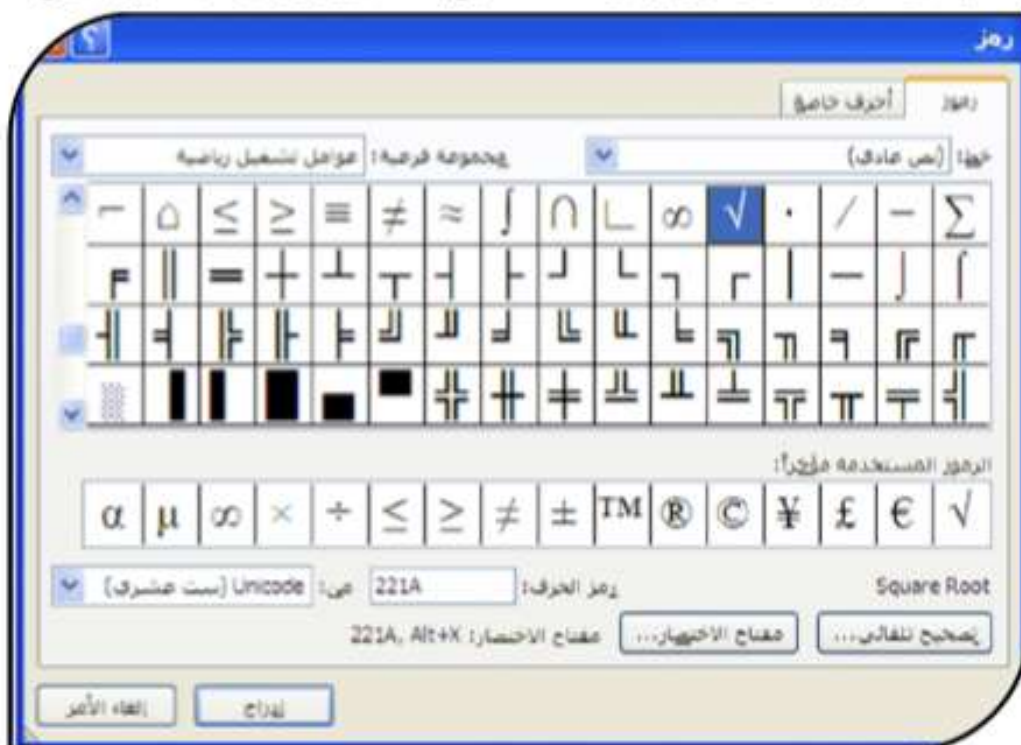 رمز
رموز أحرف خاصة
خط: (نص عادي) مجموعة فرعية: عوامل تشغيل رياضية
∑ − ∕ ∙ √ ∞ ∟ ∩ ∫ ≈ ≠ ≡ ≥ ≤ ⌂ ⌐
⌠ ⌡ ─ │ ┌ ┐ └ ┘ ├ ┤ ┬ ┴ ┼ ═ ║ ╒
╓ ╔ ╕ ╖ ╗ ╘ ╙ ╚ ╛ ╜ ╝ ╞ ╟ ╠ ╡ ╢
╣ ╤ ╥ ╦ ╧ ╨ ╩ ╪ ╫ ╬ ▀ ▄ █ ▌ ▐ ░
الرموز المستخدمة مؤخراً:
√ € £ ¥ © ® ™ ± ≠ ≥ ≤ ÷ × ∞ µ α
Square Root رمز الحرف: 221A من: Unicode (ست عشري)
تصحيح تلقائي... مفتاح الاختصار... مفتاح الاختصار: 221A, Alt+X
إدراج إلغاء الأمر